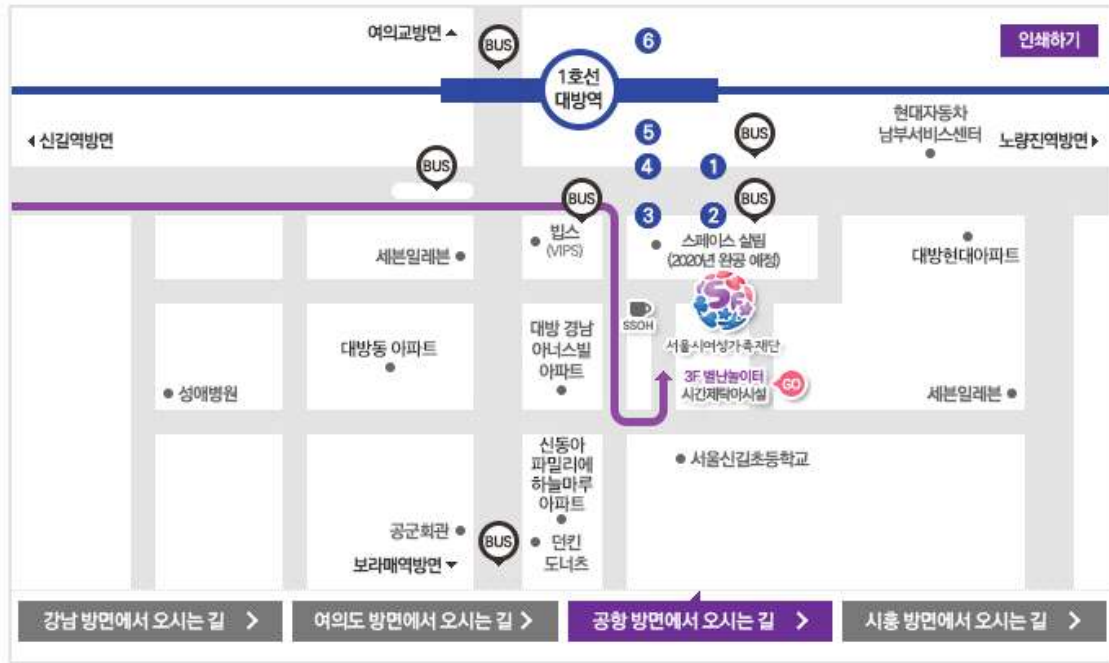 여의교방면 ▲
BUS
6
인쇄하기
1호선
대방역
현대자동차
남부서비스센터
◀ 신길역방면
5
BUS
노량진역방면 ▶
BUS
4
1
BUS
3
2
BUS
빕스
(VIPS)
스페이스 살림
(2020년 완공 예정)
세븐일레븐
대방현대아파트
SF
SSOH
서울시여성가족재단
대방 경남
아너스빌
아파트
대방동 아파트
3F 별난놀이터
시간제탁아시설
GO
성애병원
세븐일레븐
신동아
파밀리에
하늘마루
아파트
서울신길초등학교
공군회관
BUS
던킨
도너츠
보라매역방면 ▼
강남 방면에서 오시는 길 >
여의도 방면에서 오시는 길 >
공항 방면에서 오시는 길 >
시흥 방면에서 오시는 길 >